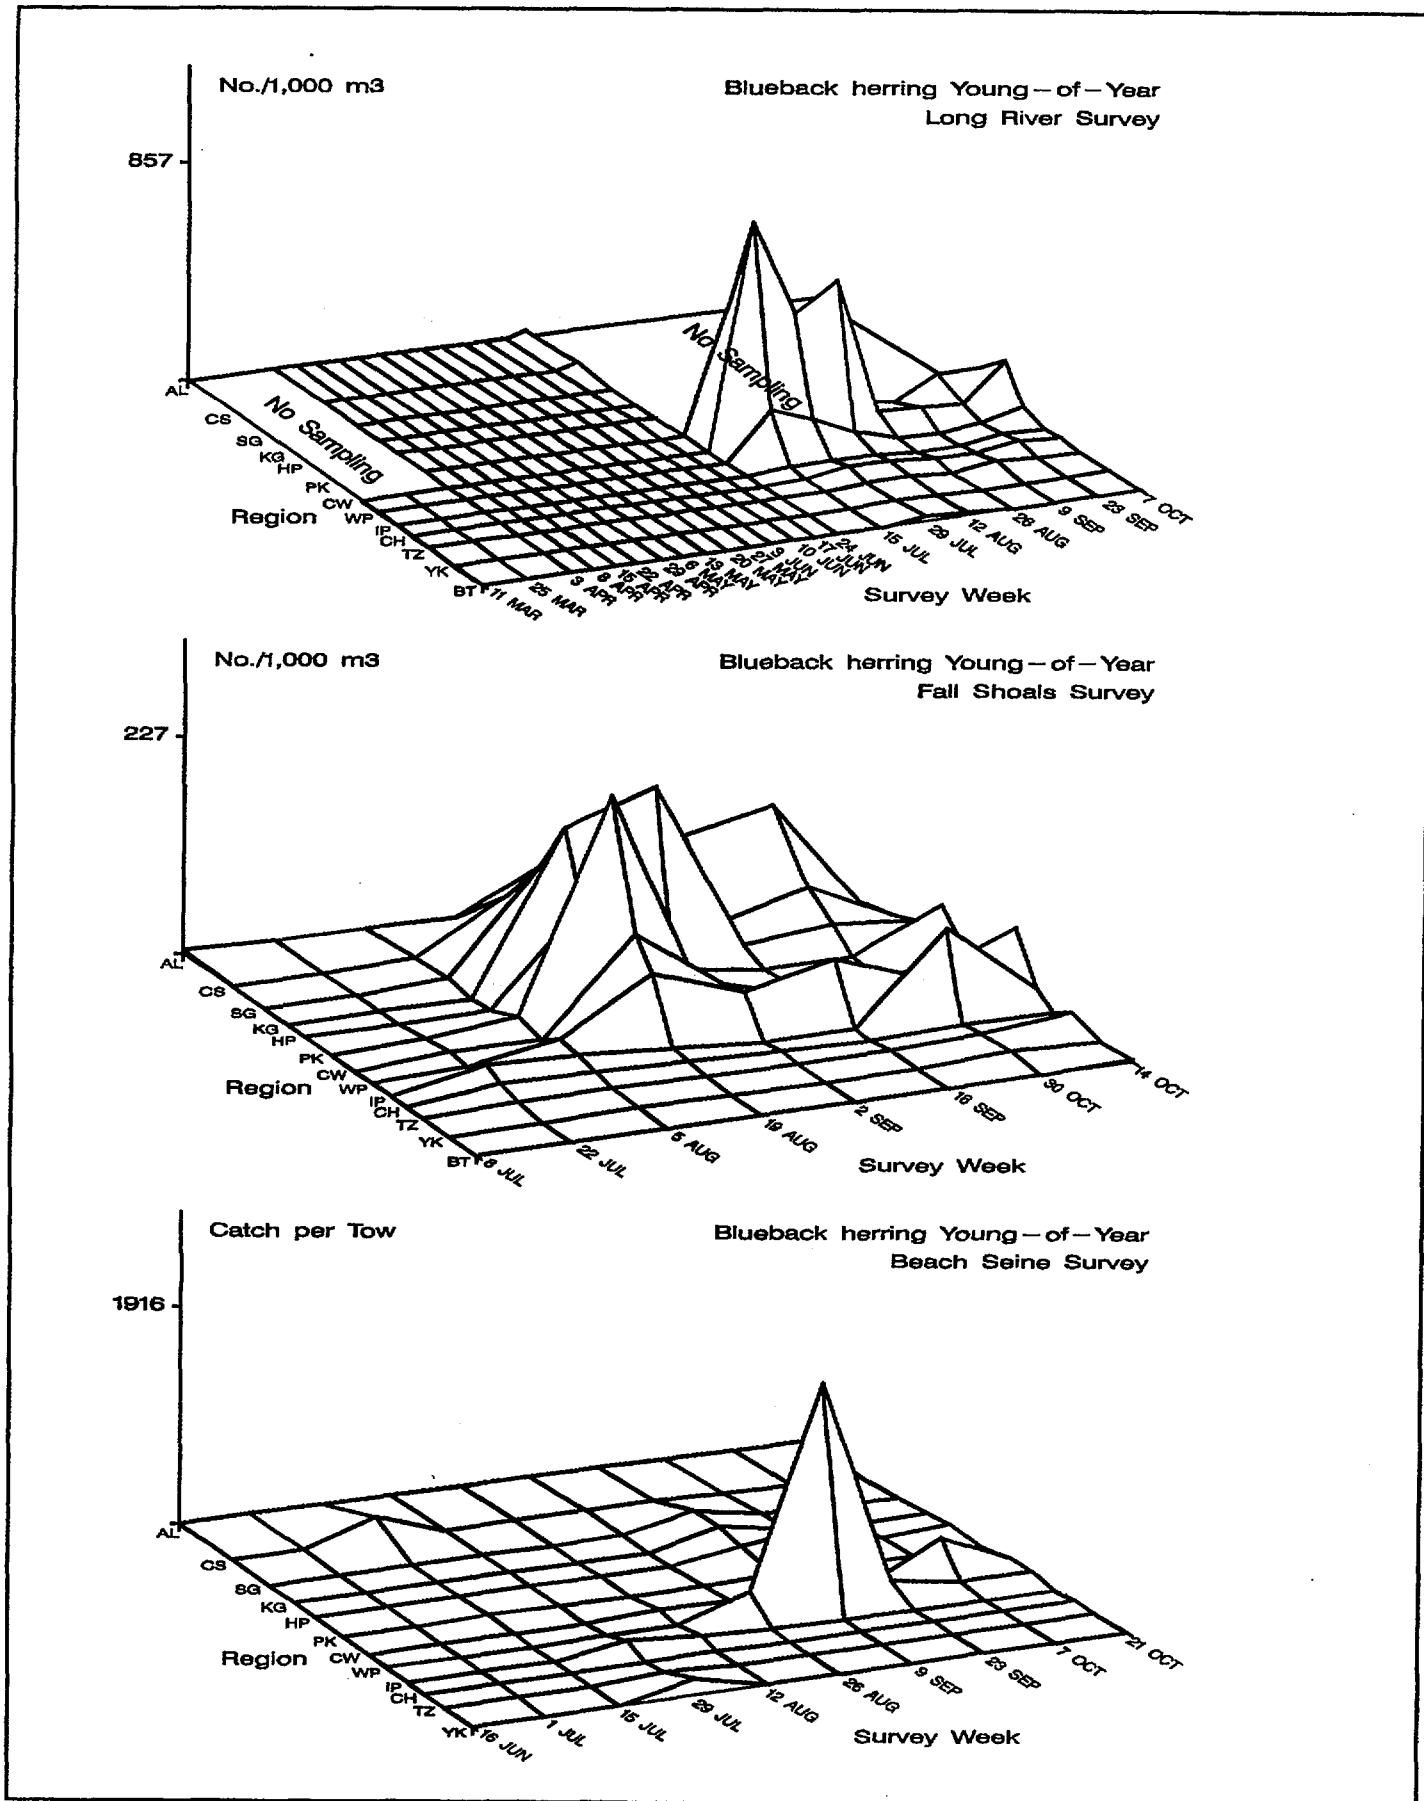 No./1,000 m3
Blueback herring Young-of-Year
Long River Survey
857
No Sampling
No Sampling
AL
CS
SG
KG
HP
PK
CW
WP
IP
CH
TZ
YK
BT
Region
11 MAR
25 MAR
3 APR
8 APR
15 APR
22 APR
29 APR
6 MAY
13 MAY
20 MAY
27 MAY
10 JUN
17 JUN
24 JUN
15 JUL
29 JUL
12 AUG
26 AUG
9 SEP
23 SEP
7 OCT
Survey Week
No./1,000 m3
Blueback herring Young-of-Year
Fall Shoals Survey
227
AL
CS
SG
KG
HP
PK
CW
WP
IP
CH
TZ
YK
BT
Region
8 JUL
22 JUL
5 AUG
19 AUG
2 SEP
16 SEP
30 OCT
14 OCT
Survey Week
Catch per Tow
Blueback herring Young-of-Year
Beach Seine Survey
1916
AL
CS
SG
KG
HP
PK
CW
WP
IP
CH
TZ
YK
Region
16 JUN
1 JUL
15 JUL
29 JUL
12 AUG
26 AUG
9 SEP
23 SEP
7 OCT
21 OCT
Survey Week